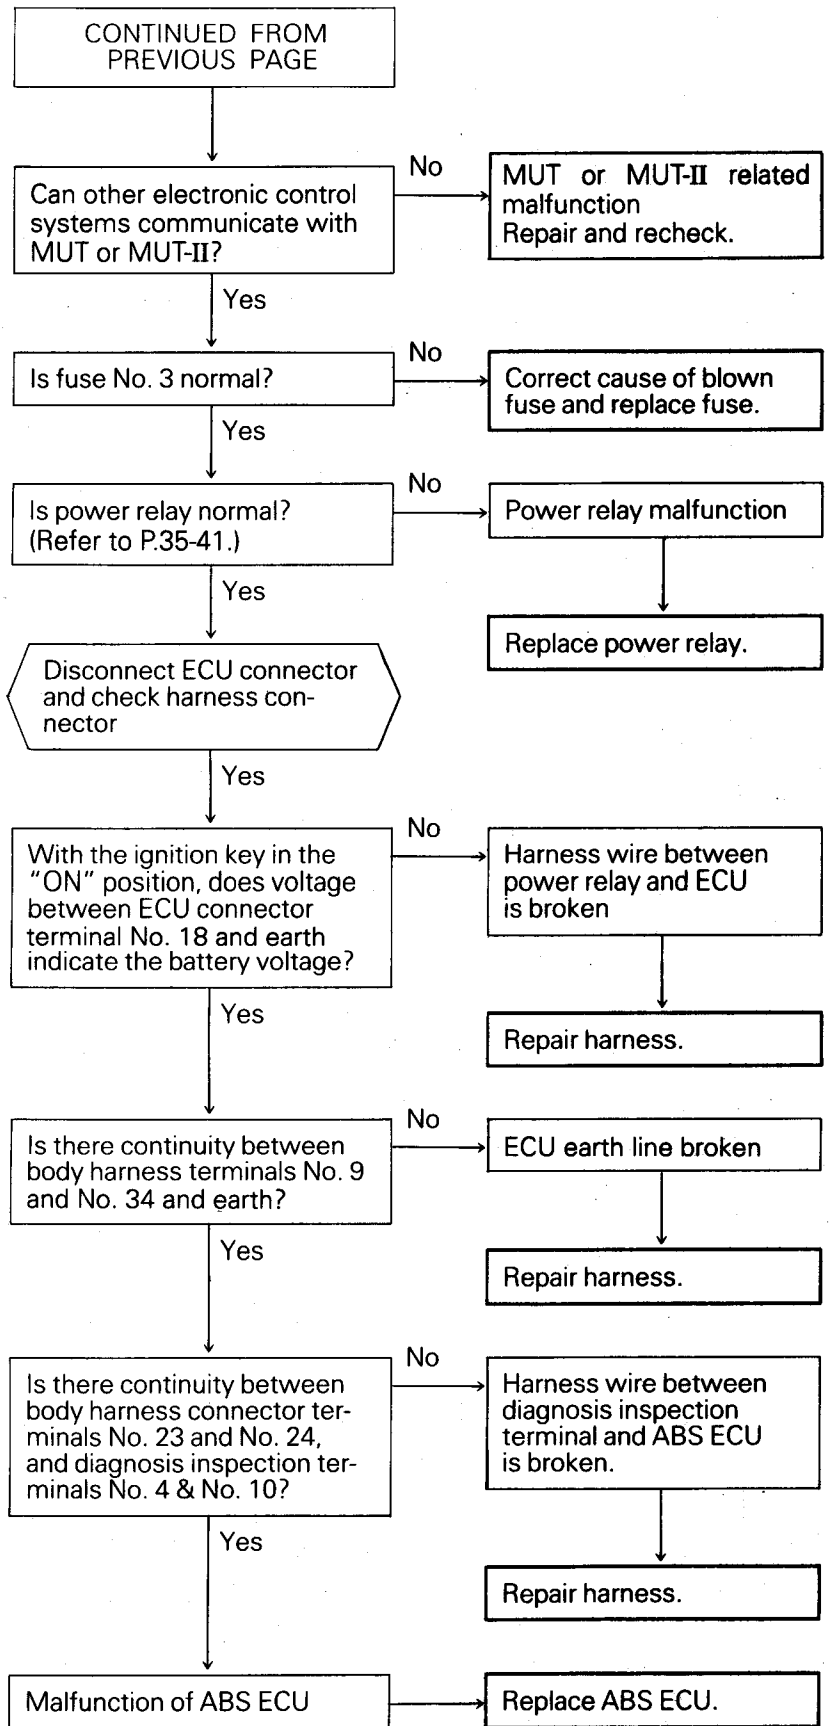 CONTINUED FROM
PREVIOUS PAGE
Can other electronic control
systems communicate with
MUT or MUT-II?
No
MUT or MUT-II related
malfunction
Repair and recheck.
Yes
Is fuse No. 3 normal?
No
Correct cause of blown
fuse and replace fuse.
Yes
Is power relay normal?
(Refer to P.35-41.)
No
Power relay malfunction
Replace power relay.
Yes
Disconnect ECU connector
and check harness con-
nector
Yes
With the ignition key in the
"ON" position, does voltage
between ECU connector
terminal No. 18 and earth
indicate the battery voltage?
No
Harness wire between
power relay and ECU
is broken
Repair harness.
Yes
Is there continuity between
body harness terminals No. 9
and No. 34 and earth?
No
ECU earth line broken
Repair harness.
Yes
Is there continuity between
body harness connector ter-
minals No. 23 and No. 24,
and diagnosis inspection ter-
minals No. 4 & No. 10?
No
Harness wire between
diagnosis inspection
terminal and ABS ECU
is broken.
Repair harness.
Yes
Malfunction of ABS ECU
Replace ABS ECU.